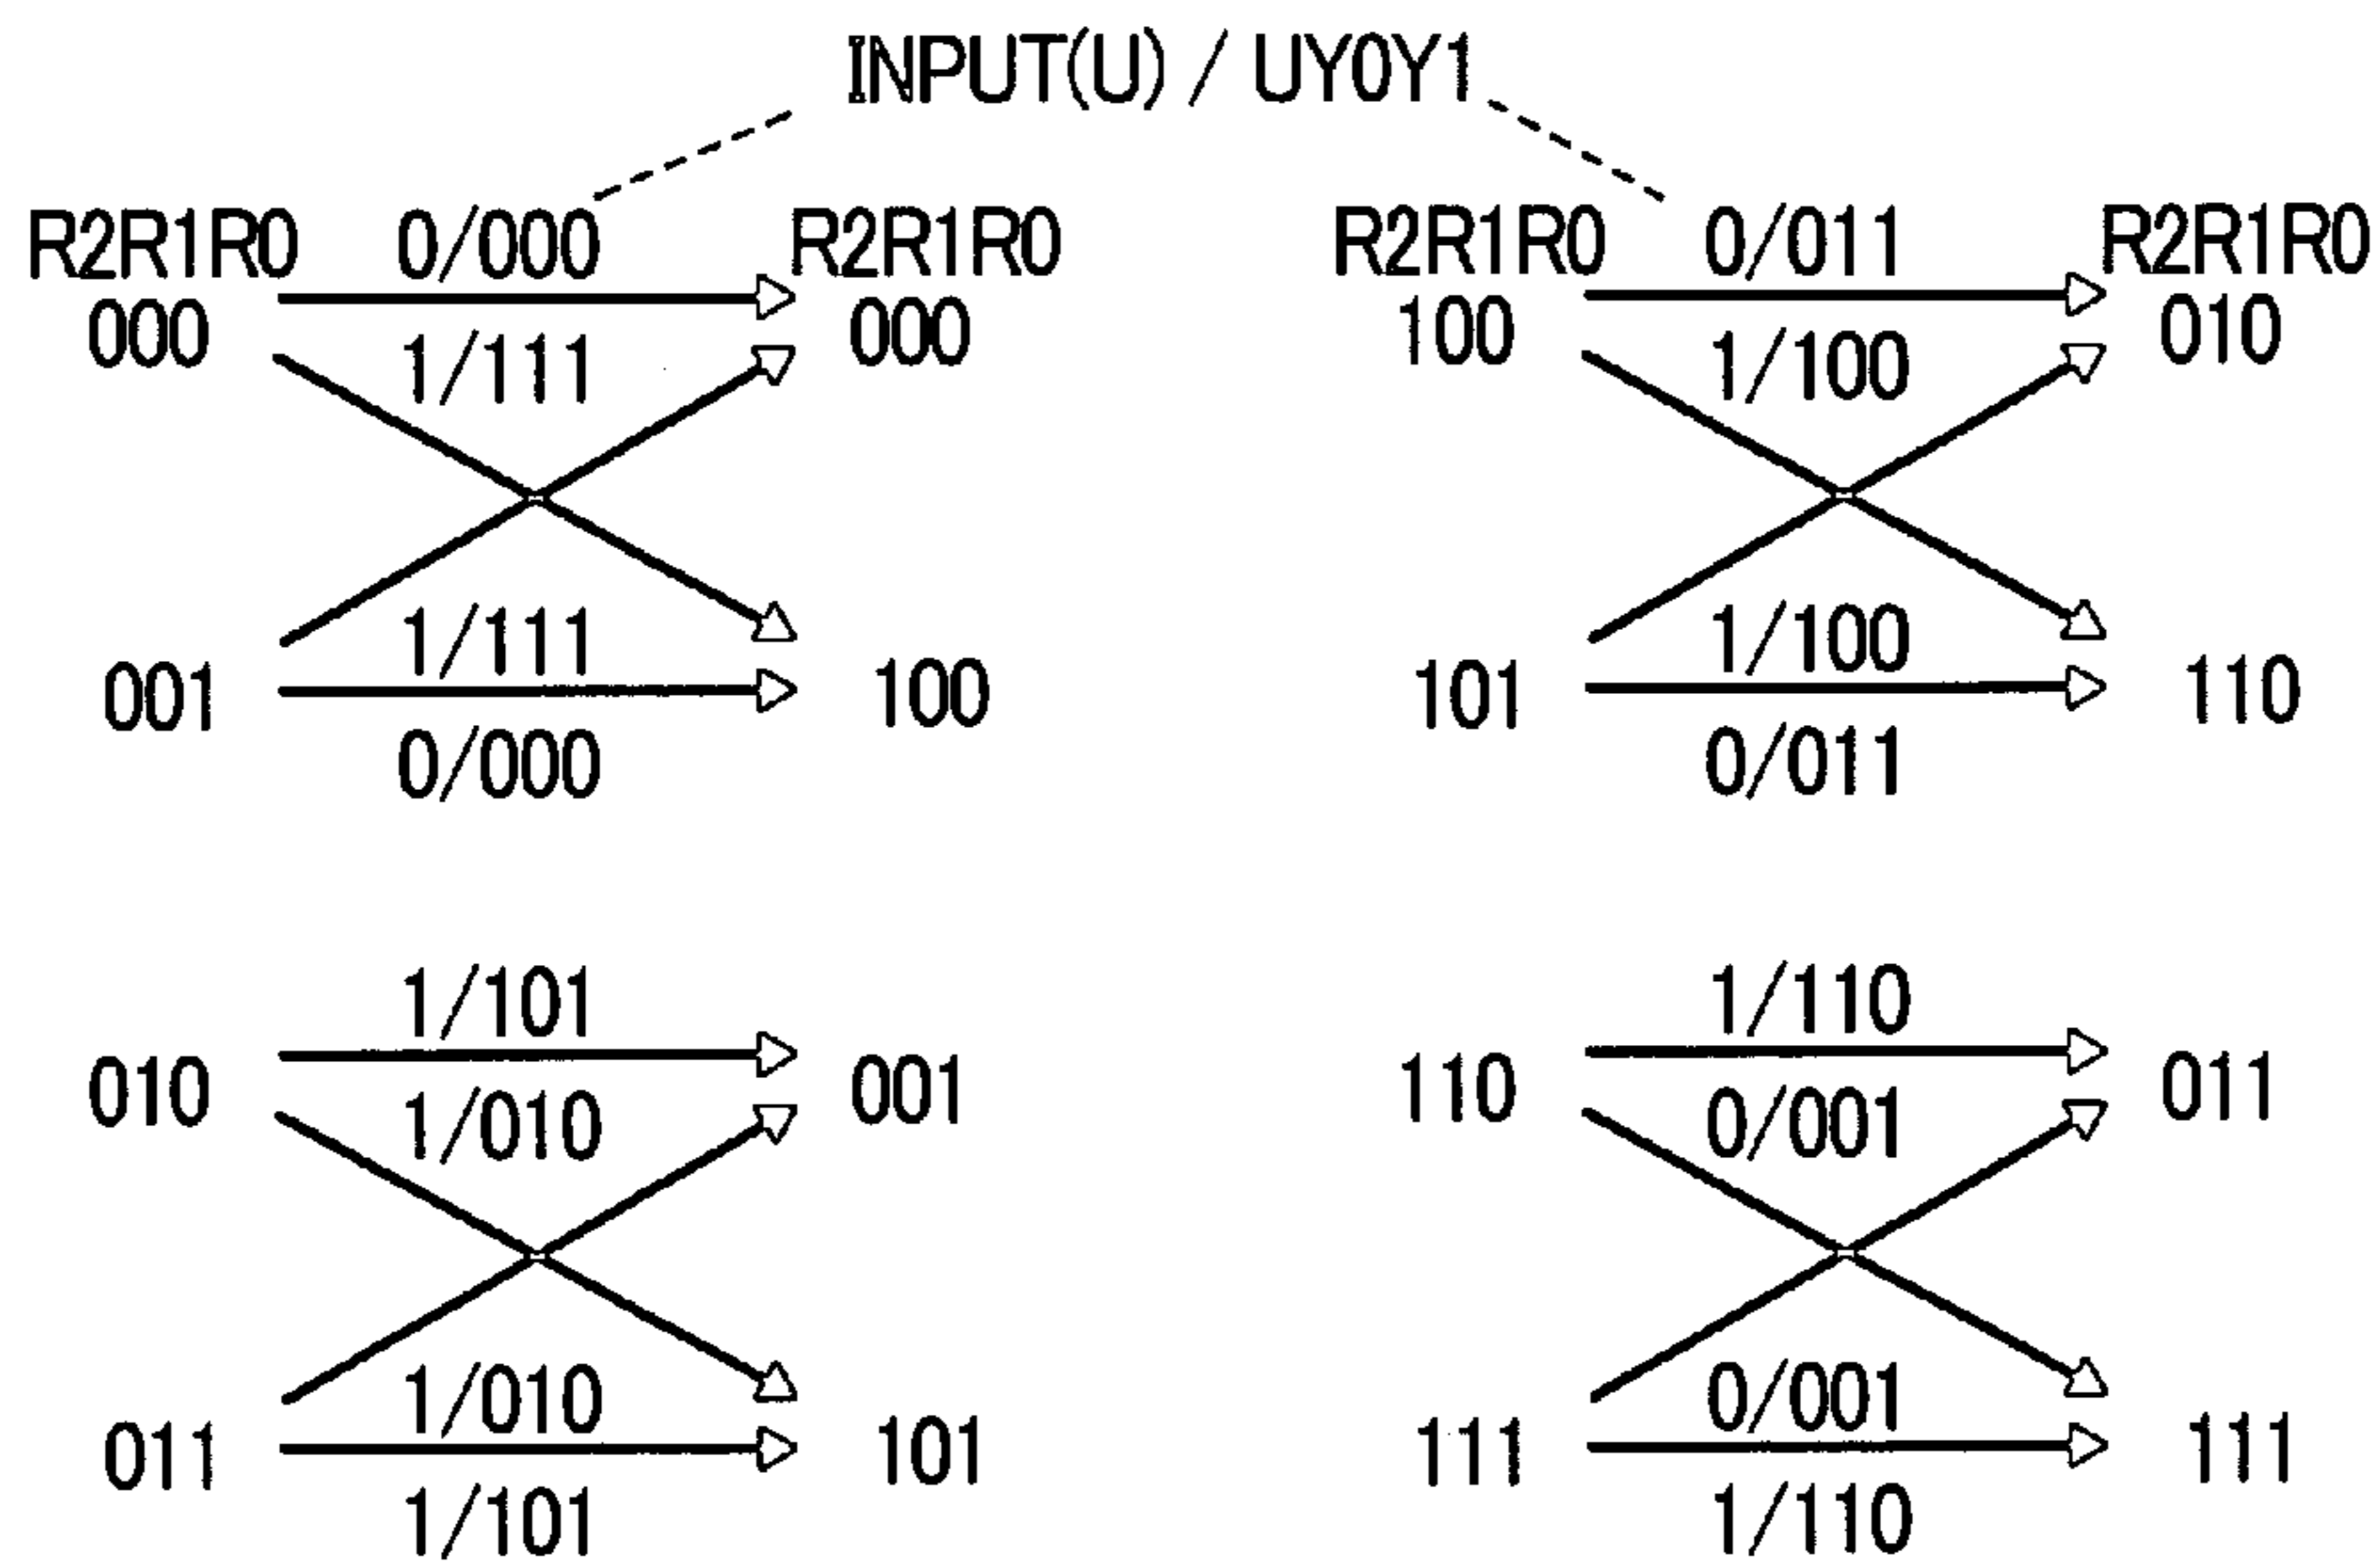 INPUT(U) / UY0Y1
R2R1R0 0/000 R2R1R0 R2R1R0 0/011 R2R1R0
000 1/111 000 100 1/100 010
1/111 1/100
001 100 101 110
0/000 0/011
1/101 1/110
010 1/010 001 110 0/001 011
1/010 0/001
011 101 111 111
1/101 1/110